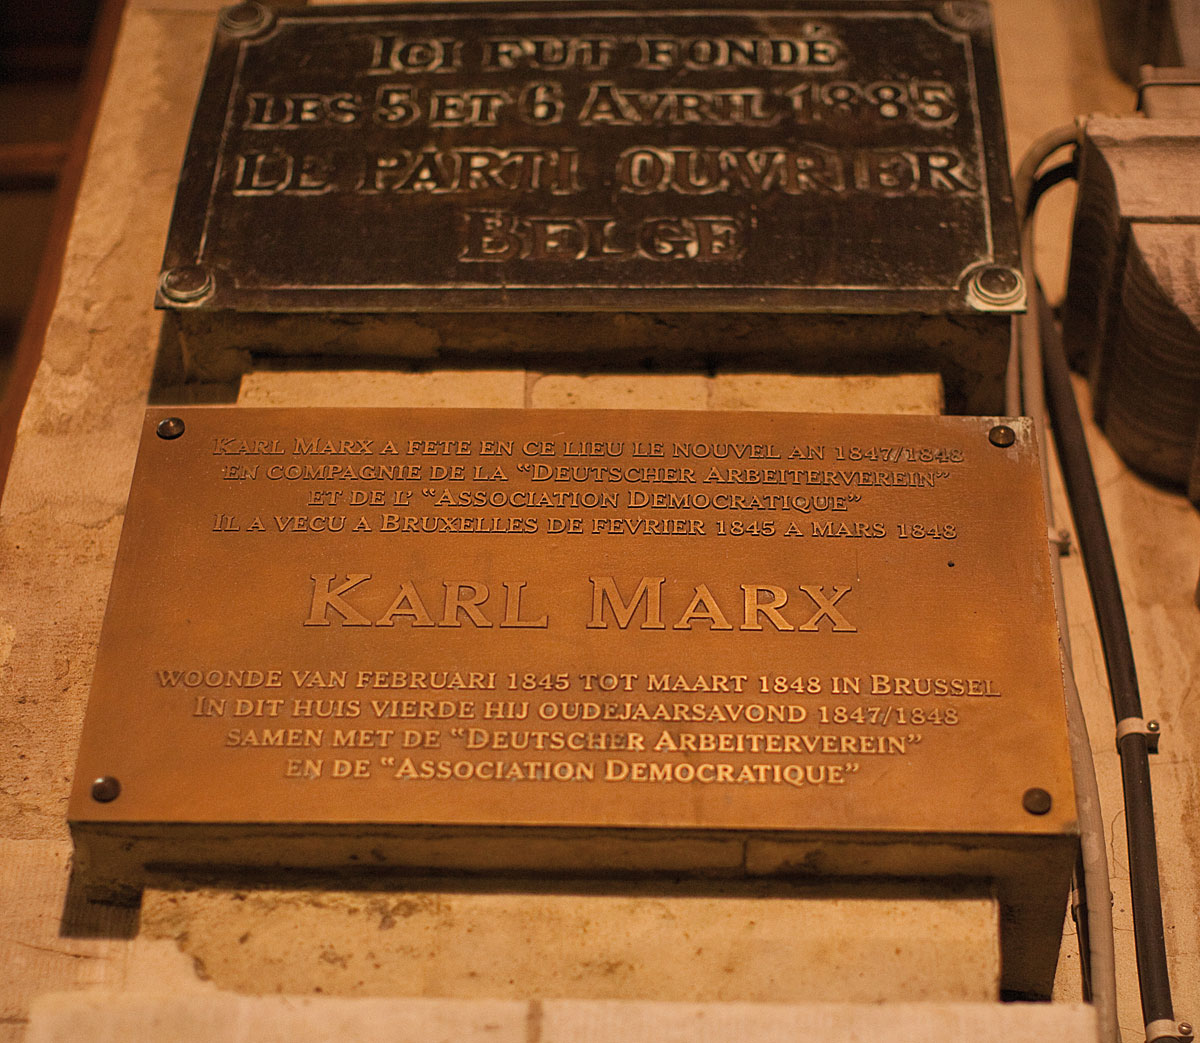 Ici fut fondé
les 5 et 6 Avril 1885
le Parti Ouvrier
Belge
Karl Marx a fete en ce lieu le nouvel an 1847/1848
en compagnie de la “Deutscher Arbeiterverein”
et de l’ “Association Democratique”
Il a vecu a Bruxelles de fevrier 1845 a mars 1848
Karl Marx
woonde van februari 1845 tot maart 1848 in Brussel
In dit huis vierde hij oudejaarsavond 1847/1848
samen met de “Deutscher Arbeiterverein”
en de “Association Democratique”